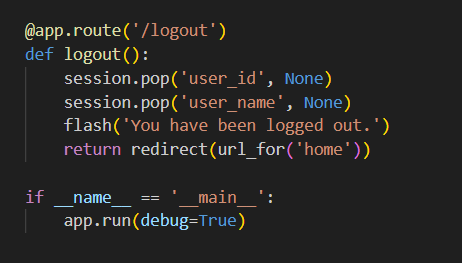 @app.route('/logout')
def logout():
    session.pop('user_id', None)
    session.pop('user_name', None)
    flash('You have been logged out.')
    return redirect(url_for('home'))

if __name__ == '__main__':
    app.run(debug=True)